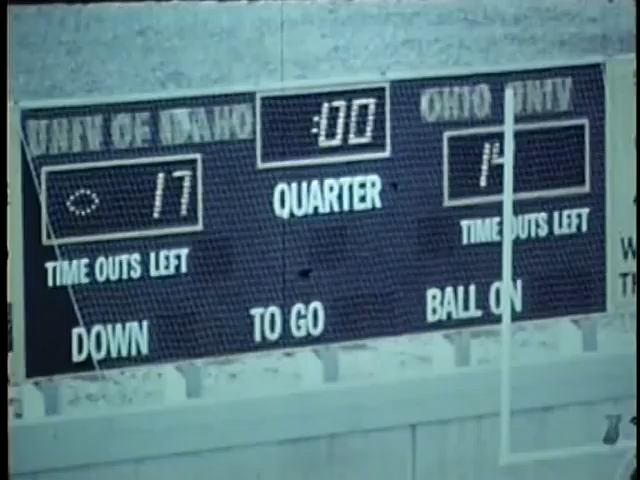 UNIV OF IDAHO :00 OHIO UNIV
17 14
QUARTER
TIME OUTS LEFT TIME OUTS LEFT
DOWN TO GO BALL ON